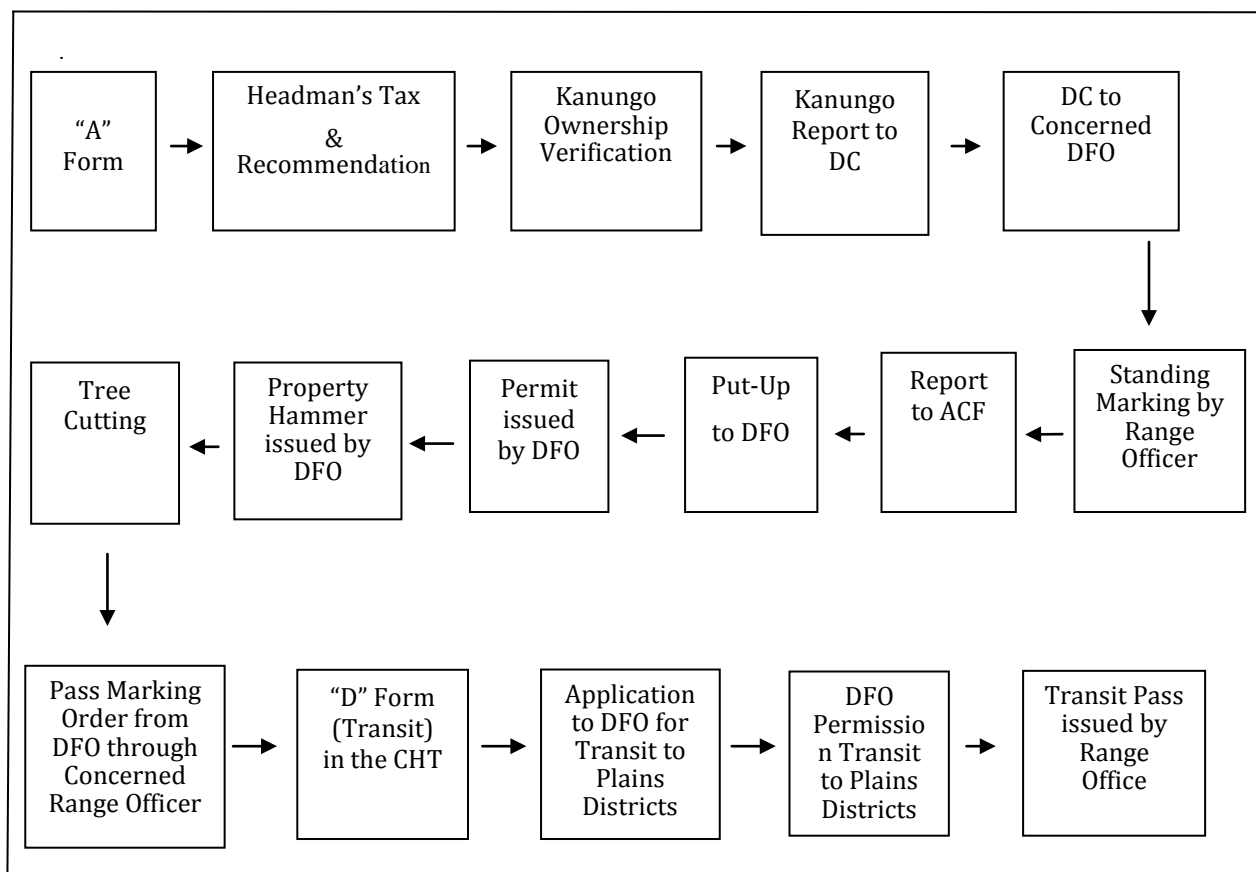 “A”
Form
Headman’s Tax
&
Recommendation
Kanungo
Ownership
Verification
Kanungo
Report to
DC
DC to
Concerned
DFO
Standing
Marking by
Range
Officer
Report
to ACF
Put-Up
to DFO
Permit
issued
by DFO
Property
Hammer
issued by
DFO
Tree
Cutting
Pass Marking
Order from
DFO through
Concerned
Range Officer
“D” Form
(Transit)
in the CHT
Application
to DFO for
Transit to
Plains
Districts
DFO
Permissio
n Transit
to Plains
Districts
Transit Pass
issued by
Range
Office